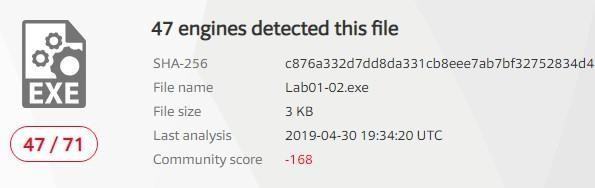 47 engines detected this file
SHA-256 c876a332d7dd8da331cb8eee7ab7bf32752834d4
File name Lab01-02.exe
EXE File size 3 KB
47 / 71 Last analysis 2019-04-30 19:34:20 UTC
Community score -168